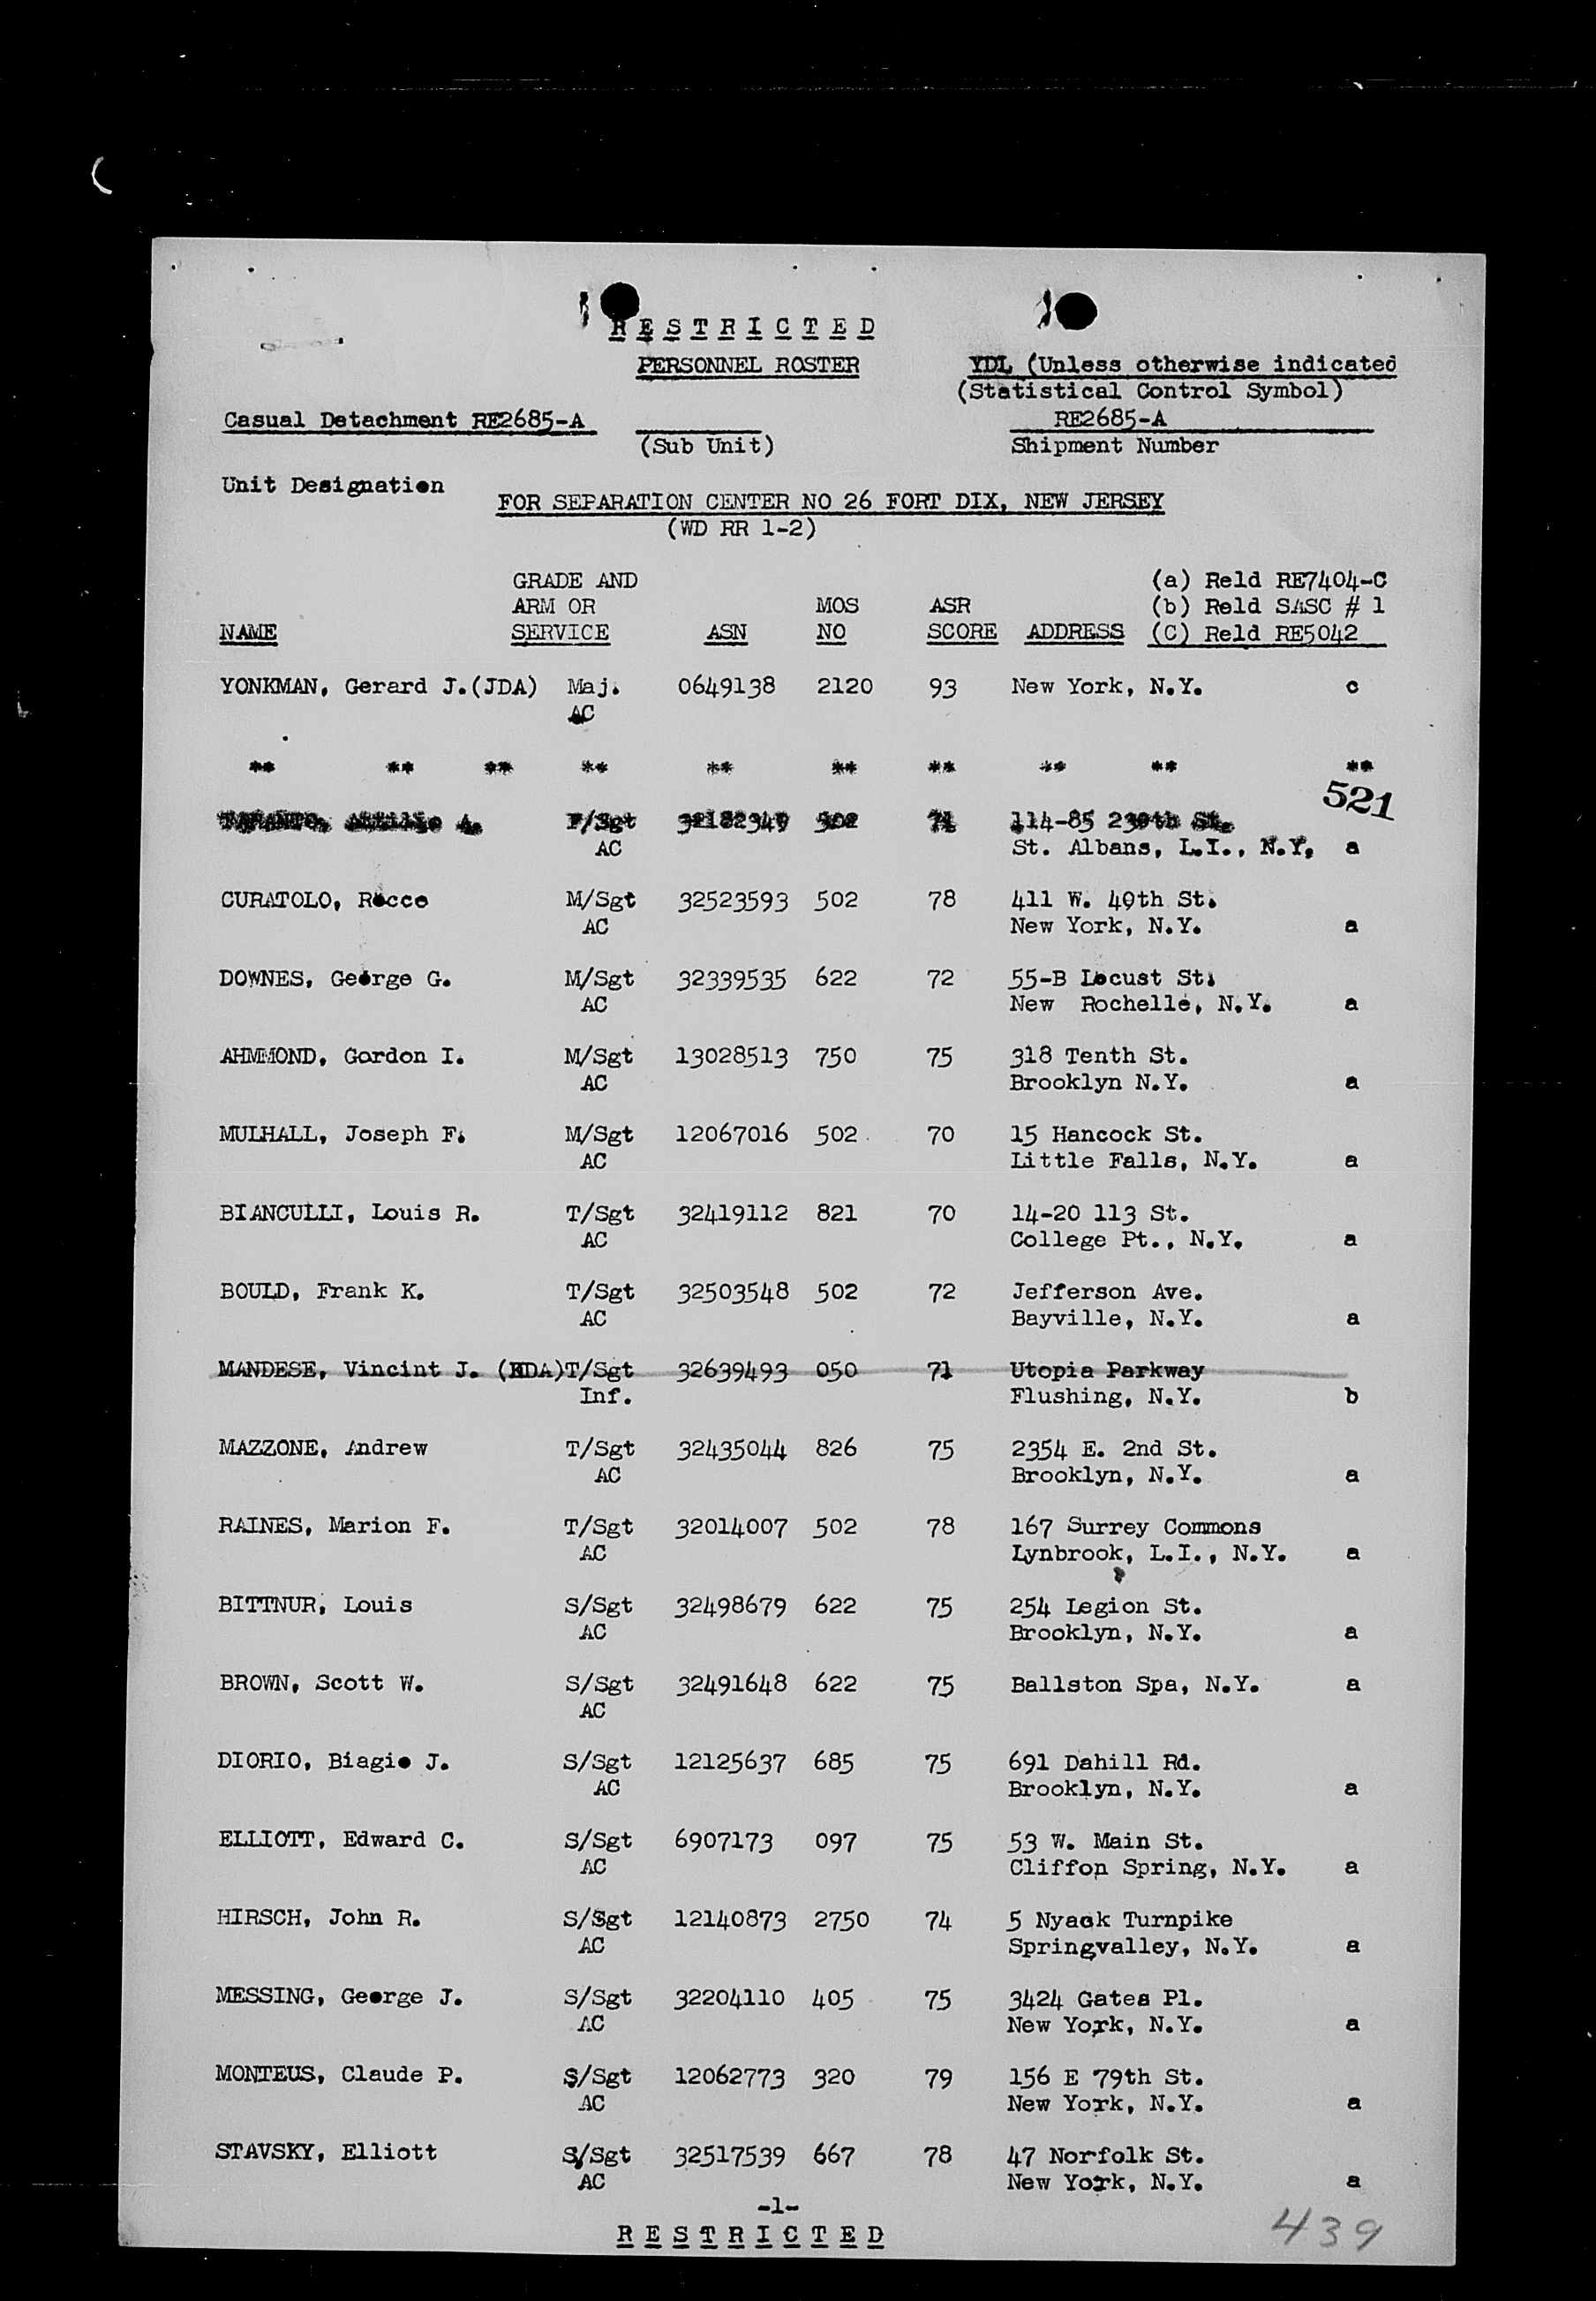 R E S T R I C T E D
PERSONNEL ROSTER YDL (Unless otherwise indicated
(Statistical Control Symbol)
Casual Detachment RE2685-A RE2685-A
(Sub Unit) Shipment Number
Unit Designation
FOR SEPARATION CENTER NO 26 FORT DIX, NEW JERSEY
(WD RR 1-2)
GRADE AND (a) Reld RE7404-C
ARM OR MOS ASR (b) Reld SASC # 1
NAME SERVICE ASN NO SCORE ADDRESS (C) Reld RE5042
YONKMAN, Gerard J.(JDA) Maj. 0649138 2120 93 New York, N.Y. c
AC
** ** ** ** ** ** ** ** ** **
521
A. F/Sgt 114-85 St.
AC St. Albans, L.I., N.Y. a
CURATOLO, Rocco M/Sgt 32523593 502 78 411 W. 49th St.
AC New York, N.Y. a
DOWNES, George G. M/Sgt 32339535 622 72 55-B Locust St.
AC New Rochelle, N.Y. a
AHMMOND, Gordon I. M/Sgt 13028513 750 75 318 Tenth St.
AC Brooklyn N.Y. a
MULHALL, Joseph F. M/Sgt 12067016 502 70 15 Hancock St.
AC Little Falls, N.Y. a
BIANCULLI, Louis R. T/Sgt 32419112 821 70 14-20 113 St.
AC College Pt., N.Y. a
BOULD, Frank K. T/Sgt 32503548 502 72 Jefferson Ave.
AC Bayville, N.Y. a
MANDESE, Vincint J. T/Sgt 32639493 050 71 Utopia Parkway
Inf. Flushing, N.Y. b
MAZZONE, Andrew T/Sgt 32435044 826 75 2354 E. 2nd St.
AC Brooklyn, N.Y. a
RAINES, Marion F. T/Sgt 32014007 502 78 167 Surrey Commons
AC Lynbrook, L.I., N.Y. a
BITTNUR, Louis S/Sgt 32498679 622 75 254 Legion St.
AC Brooklyn, N.Y. a
BROWN, Scott W. S/Sgt 32491648 622 75 Ballston Spa, N.Y. a
AC
DIORIO, Biagio J. S/Sgt 12125637 685 75 691 Dahill Rd.
AC Brooklyn, N.Y. a
ELLIOTT, Edward C. S/Sgt 6907173 097 75 53 W. Main St.
AC Cliffon Spring, N.Y. a
HIRSCH, John R. S/Sgt 12140873 2750 74 5 Nyack Turnpike
AC Springvalley, N.Y. a
MESSING, George J. S/Sgt 32204110 405 75 3424 Gates Pl.
AC New York, N.Y. a
MONTEUS, Claude P. S/Sgt 12062773 320 79 156 E 79th St.
AC New York, N.Y. a
STAVSKY, Elliott S/Sgt 32517539 667 78 47 Norfolk St.
AC New York, N.Y. a
-1-
R E S T R I C T E D
439